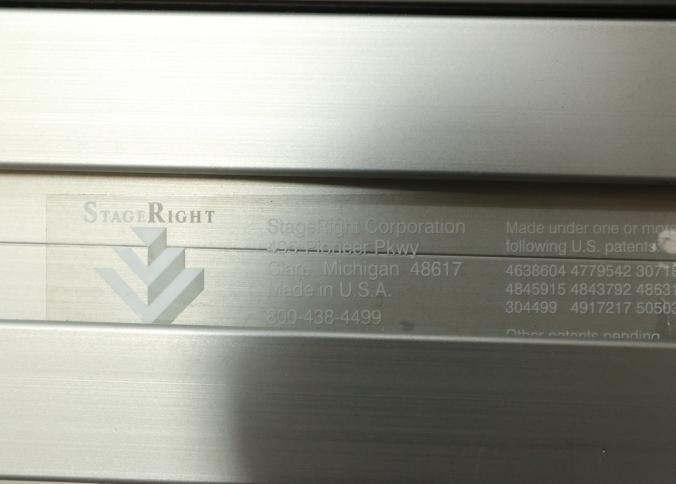 STAGERIGHT
StageRight Corporation
495 Pioneer Pkwy
Clare, Michigan 48617
Made in U.S.A.
800-438-4499
Made under one or
following U.S. patents
4638604 4779542
4845915 4843792
304499 4917217
Other patents pending